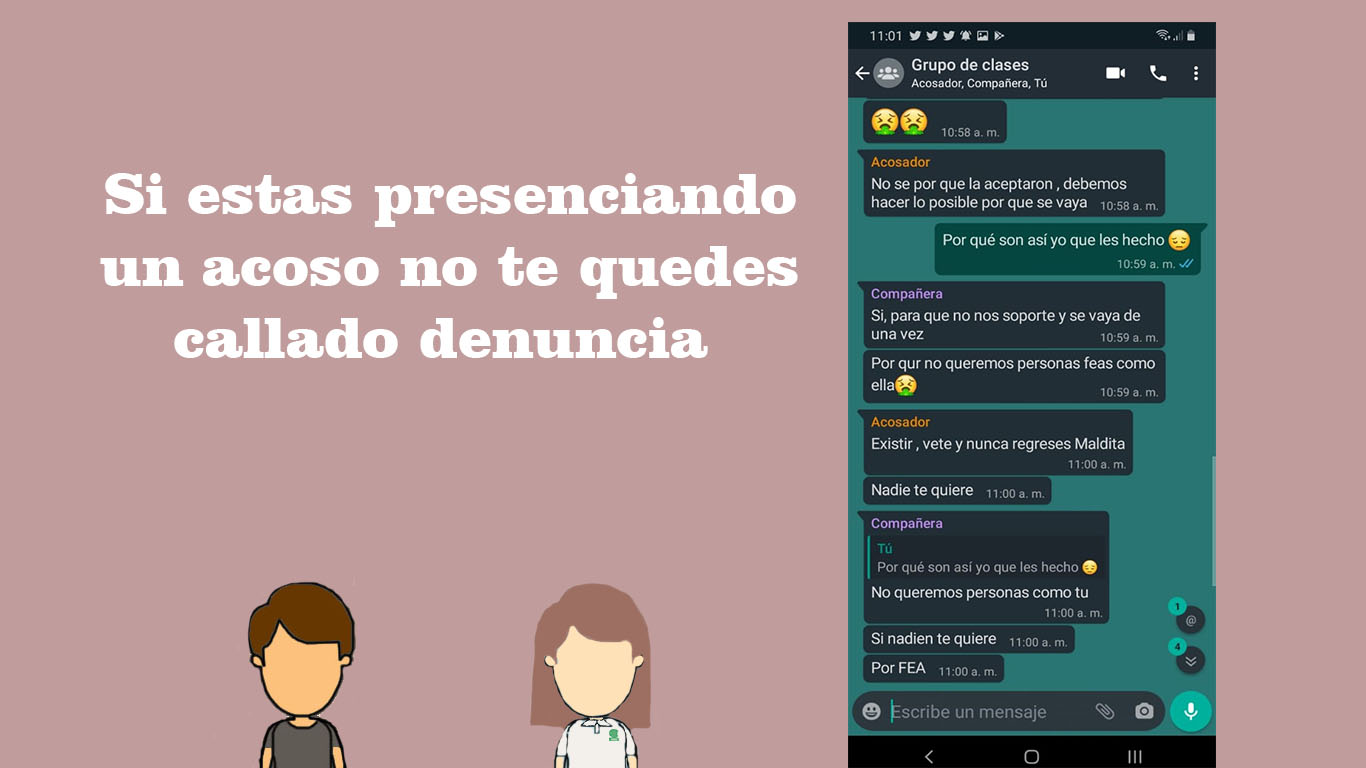 Si estas presenciando
un acoso no te quedes
callado denuncia
11:01
Grupo de clases
Acosador, Compañera, Tú
🤮🤮 10:58 a. m.
Acosador
No se por que la aceptaron , debemos
hacer lo posible por que se vaya 10:58 a. m.
Por qué son así yo que les hecho 😔
10:59 a. m.
Compañera
Si, para que no nos soporte y se vaya de
una vez 10:59 a. m.
Por qur no queremos personas feas como
ella🤮 10:59 a. m.
Acosador
Existir , vete y nunca regreses Maldita
11:00 a. m.
Nadie te quiere 11:00 a. m.
Compañera
Tú
Por qué son así yo que les hecho 😔
No queremos personas como tu
11:00 a. m.
1
@
Si nadien te quiere 11:00 a. m.
4
Por FEA 11:00 a. m.
Escribe un mensaje